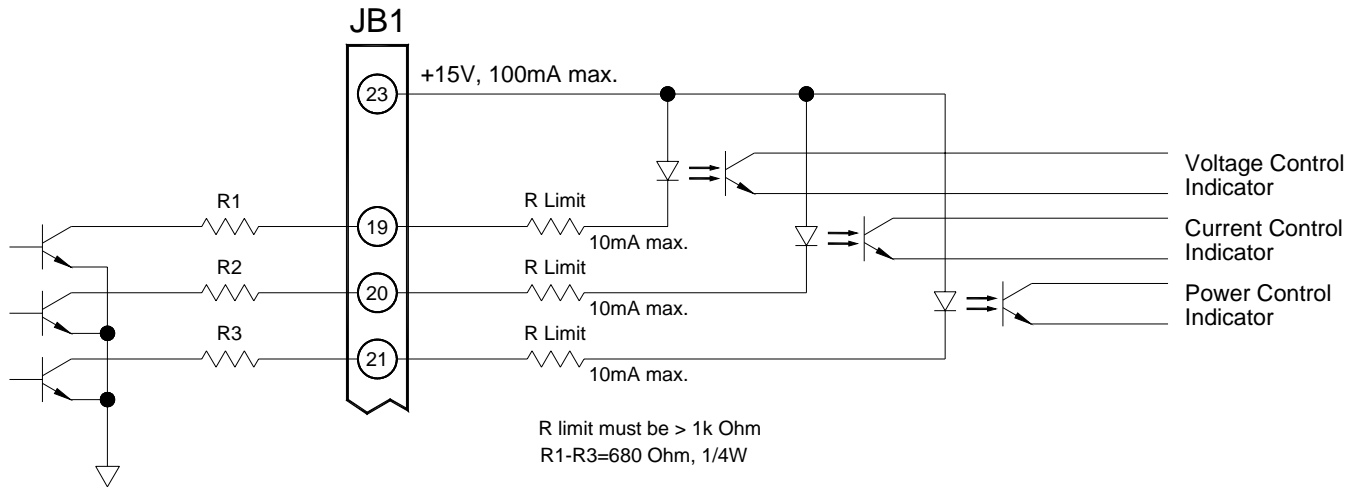 JB1
23
+15V, 100mA max.
Voltage Control
Indicator
R1
19
R Limit
10mA max.
Current Control
Indicator
R2
20
R Limit
10mA max.
Power Control
Indicator
R3
21
R Limit
10mA max.
R limit must be > 1k Ohm
R1-R3=680 Ohm, 1/4W